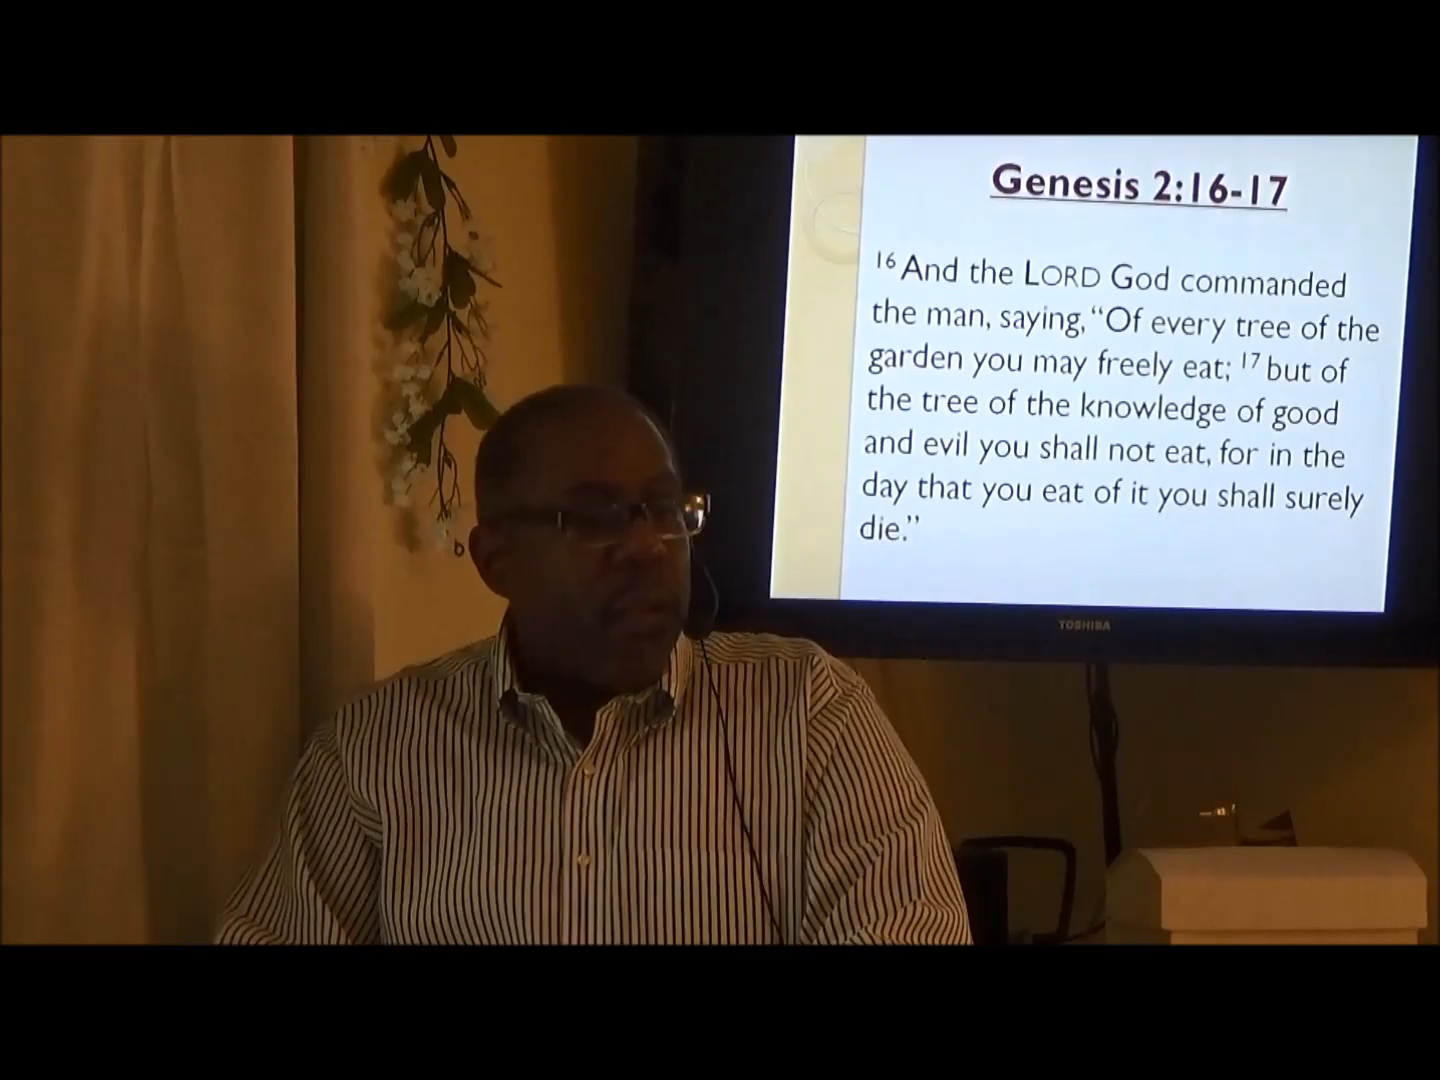 Genesis 2:16-17
16 And the LORD God commanded
the man, saying, “Of every tree of the
garden you may freely eat; 17 but of
the tree of the knowledge of good
and evil you shall not eat, for in the
day that you eat of it you shall surely
die.”
TOSHIBA